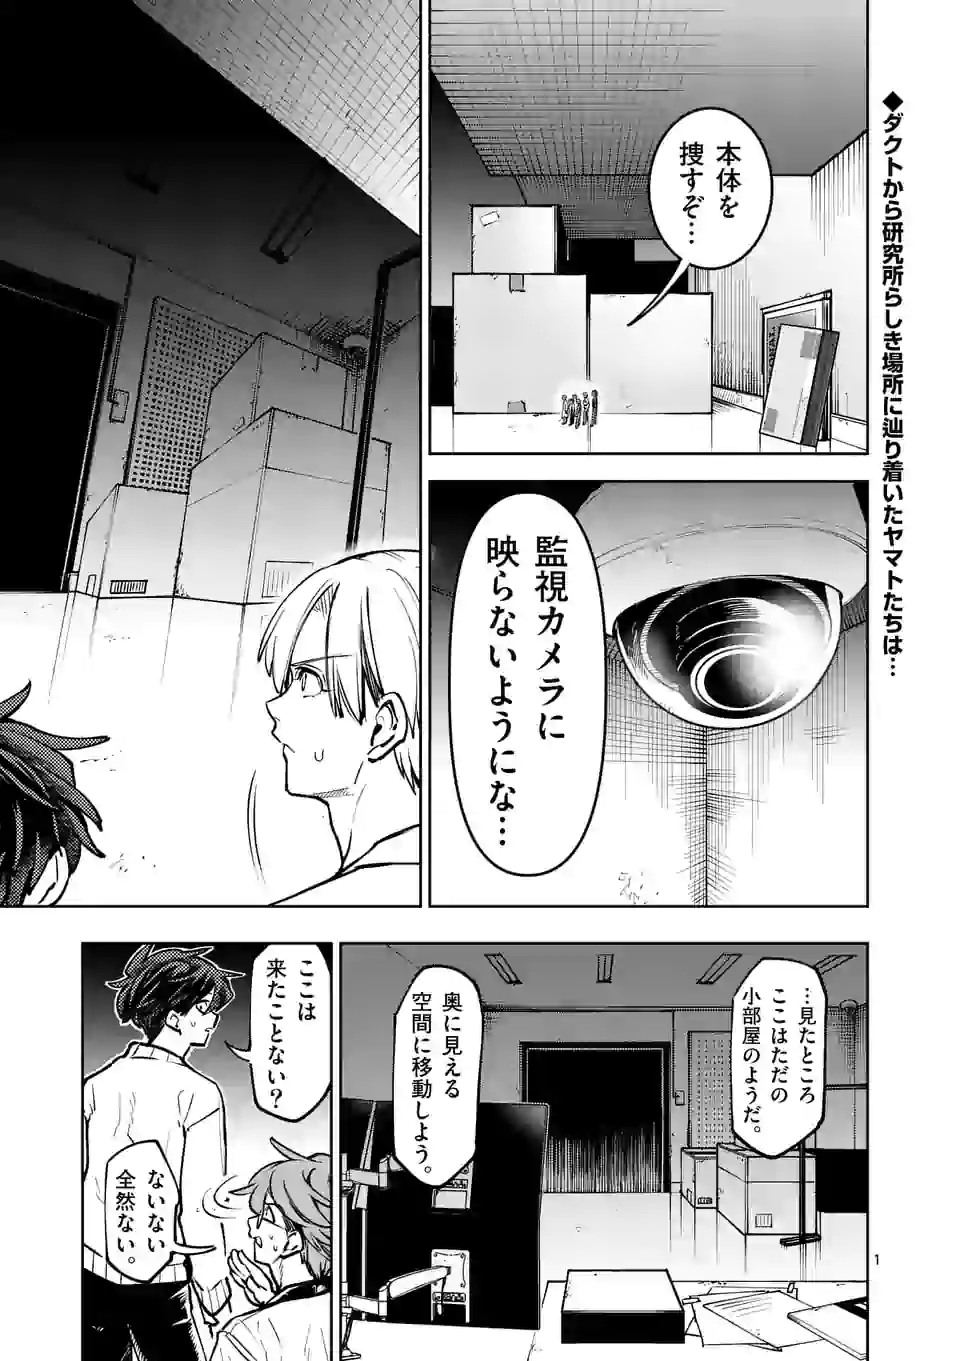 ◆ダクトから研究所らしき場所に辿り着いたヤマトたちは…
本体を
捜すぞ…
監視カメラに
映らないようにな…
…見たところ
ここはただの
小部屋のようだ。
奥に見える
空間に移動しよう。
ここは
来たことない?
ないない
全然ない。
1